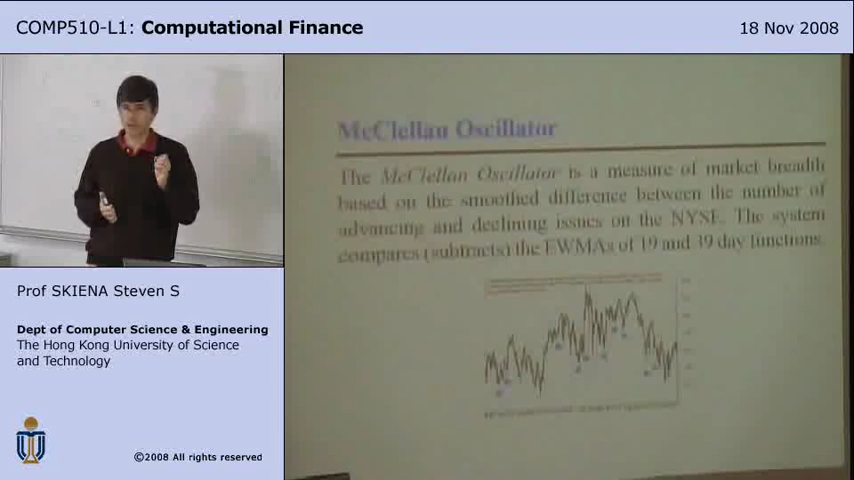 COMP510-L1: Computational Finance
18 Nov 2008
McClellan Oscillator
The McClellan Oscillator is a measure of market breadth
based on the smoothed difference between the number of
advancing and declining issues on the NYSE. The system
compares (subtracts) the EWMAs of 19 and 39 day functions.
Prof SKIENA Steven S
Dept of Computer Science & Engineering
The Hong Kong University of Science
and Technology
©2008 All rights reserved